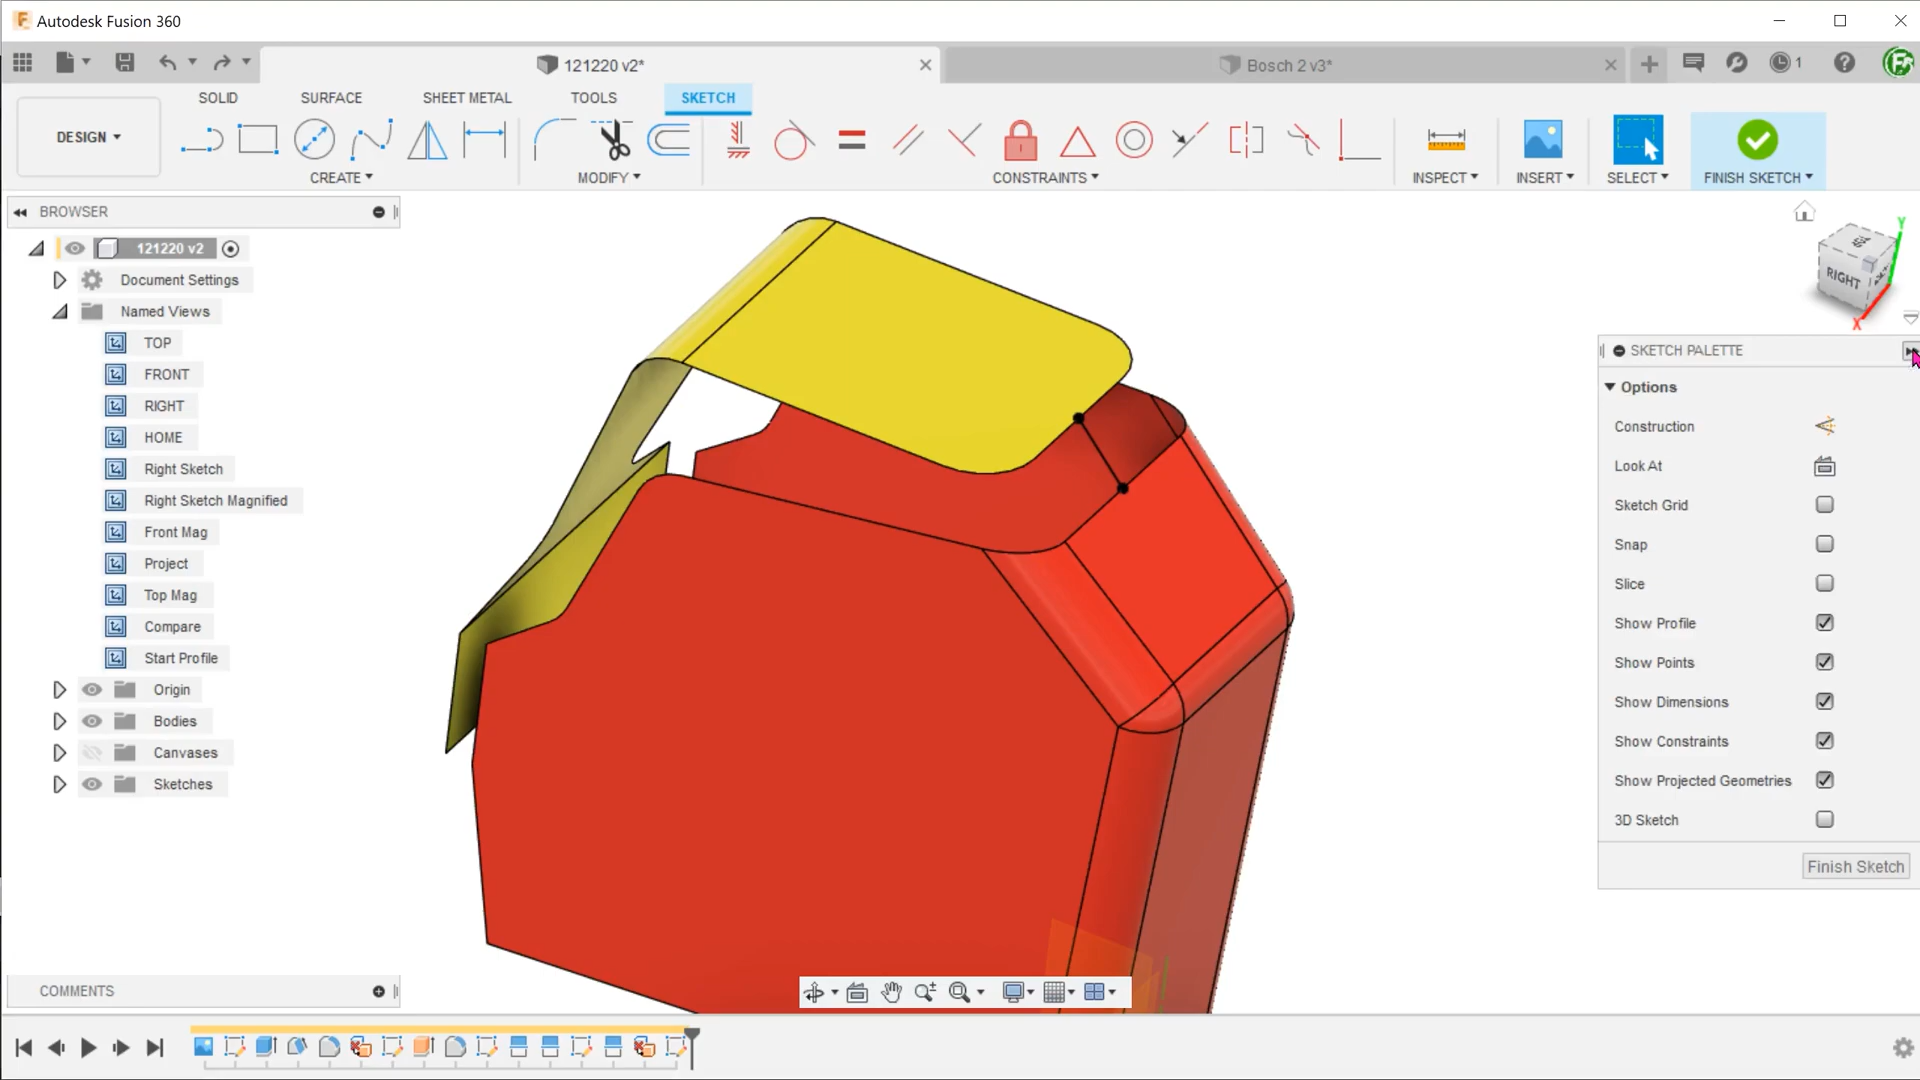 Autodesk Fusion 360
121220 v2*
Bosch 2 v3*
1
SOLID
SURFACE
SHEET METAL
TOOLS
SKETCH
DESIGN
CREATE
MODIFY
CONSTRAINTS
INSPECT
INSERT
SELECT
FINISH SKETCH
BROWSER
121220 v2
Document Settings
Named Views
TOP
FRONT
RIGHT
HOME
Right Sketch
Right Sketch Magnified
Front Mag
Project
Top Mag
Compare
Start Profile
Origin
Bodies
Canvases
Sketches
COMMENTS
TOP
RIGHT
Y
X
SKETCH PALETTE
Options
Construction
Look At
Sketch Grid
Snap
Slice
Show Profile
Show Points
Show Dimensions
Show Constraints
Show Projected Geometries
3D Sketch
Finish Sketch